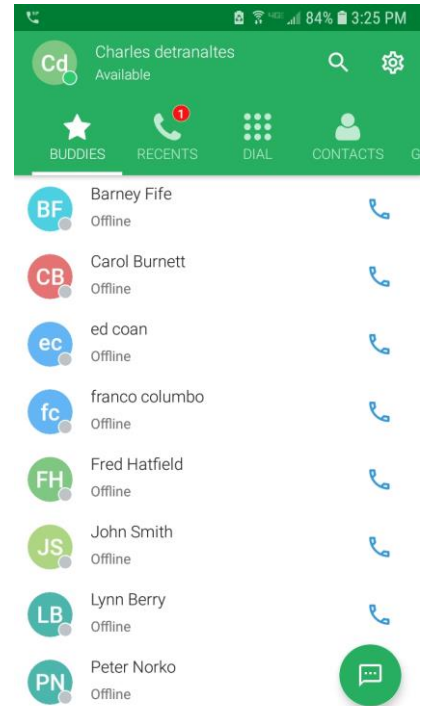 84% 3:25 PM
Cd
Charles detranaltes
Available
1
BUDDIES RECENTS DIAL CONTACTS G
BF
Barney Fife
Offline
CB
Carol Burnett
Offline
ec
ed coan
Offline
fc
franco columbo
Offline
FH
Fred Hatfield
Offline
JS
John Smith
Offline
LB
Lynn Berry
Offline
PN
Peter Norko
Offline